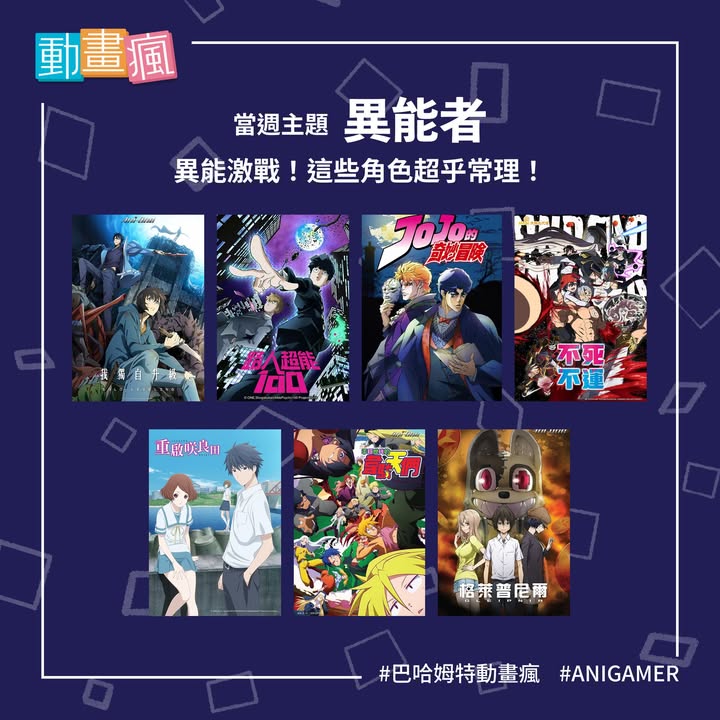 動畫瘋
當週主題 異能者
異能激戰！這些角色超乎常理！
我獨自升級
路人超能
100
JoJo的
奇妙冒險
UNDEAD
不死
不運
重啟咲良田
格萊普尼爾
GLEIPNIR
#巴哈姆特動畫瘋 #ANIGAMER